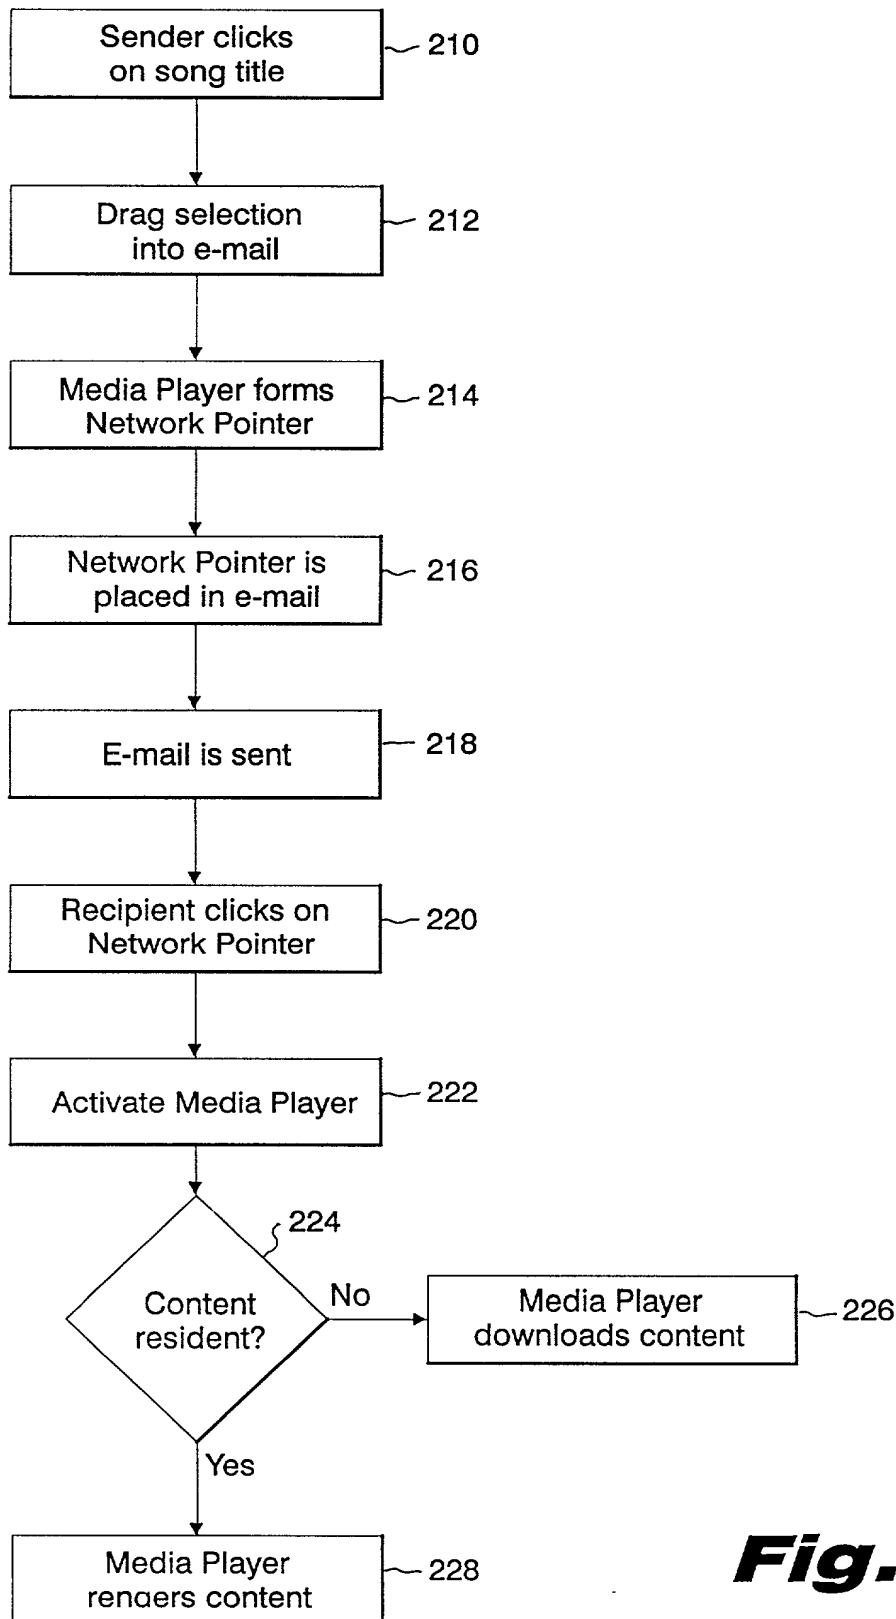 Sender clicks
on song title
210
Drag selection
into e-mail
212
Media Player forms
Network Pointer
214
Network Pointer is
placed in e-mail
216
E-mail is sent
218
Recipient clicks on
Network Pointer
220
Activate Media Player
222
224
Content
resident?
No
Media Player
downloads content
226
Yes
Media Player
renders content
228
Fig.